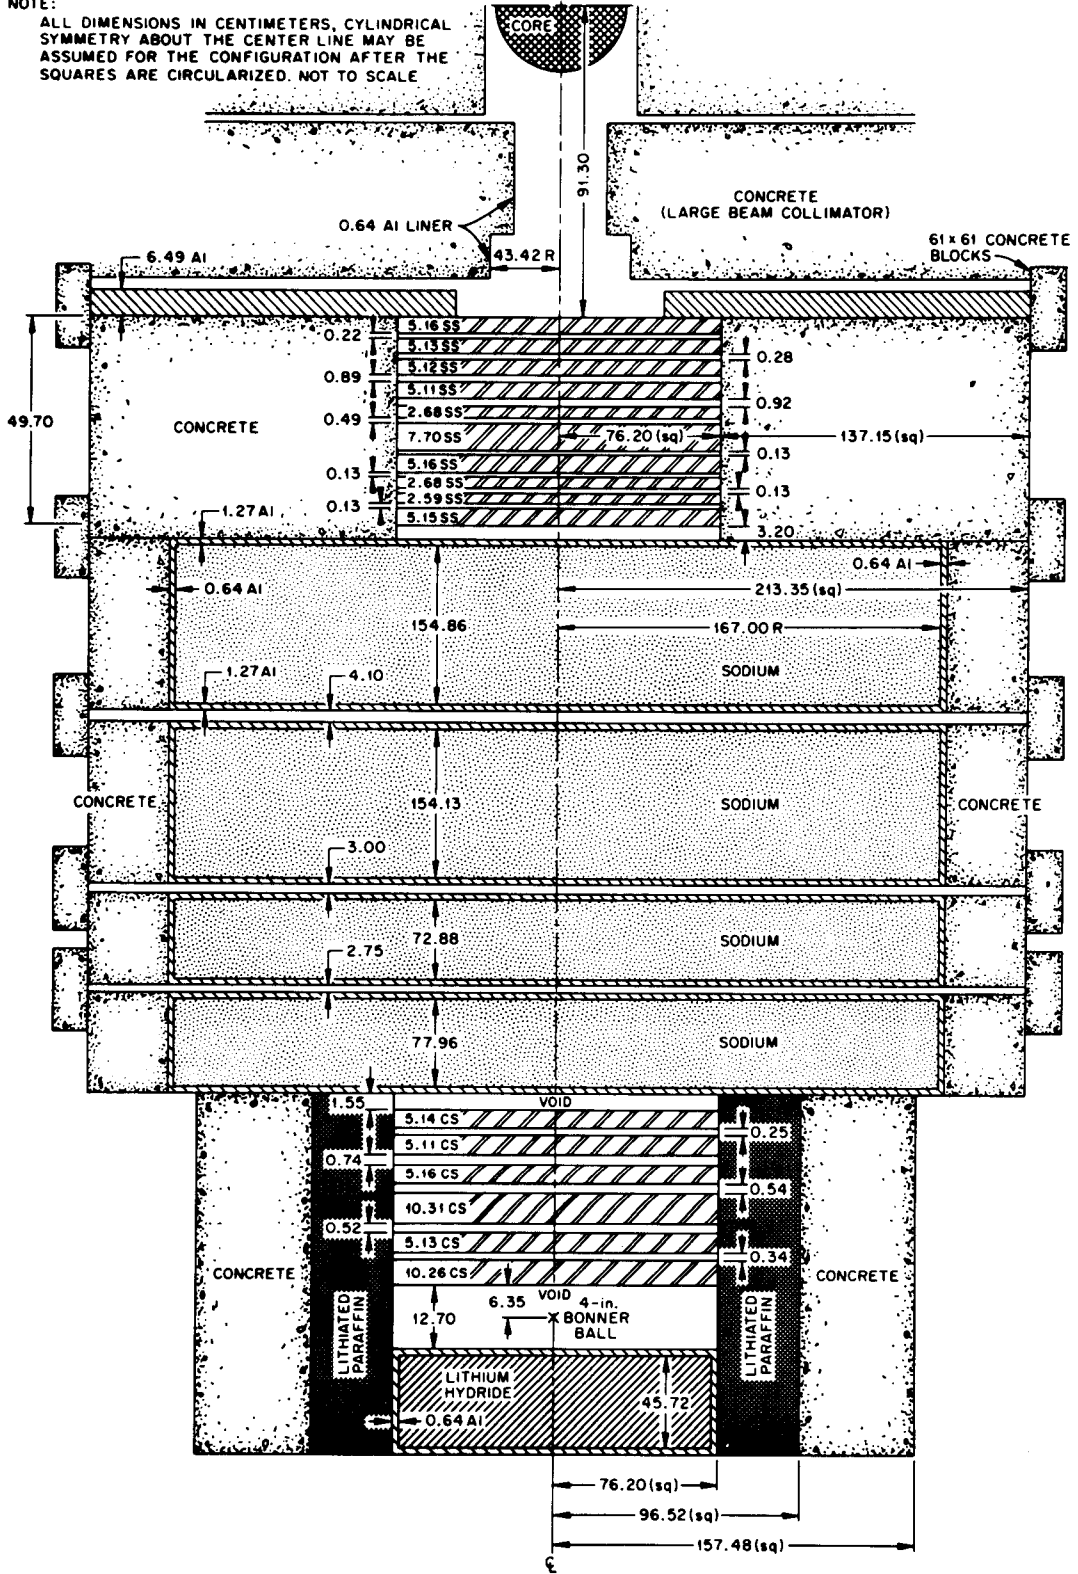 NOTE:
ALL DIMENSIONS IN CENTIMETERS, CYLINDRICAL
SYMMETRY ABOUT THE CENTER LINE MAY BE
ASSUMED FOR THE CONFIGURATION AFTER THE
SQUARES ARE CIRCULARIZED. NOT TO SCALE
CORE
91.30
CONCRETE
(LARGE BEAM COLLIMATOR)
0.64 Al LINER
43.42 R
61 x 61 CONCRETE
BLOCKS
6.49 Al
5.16 SS
0.22
5.13 SS
0.28
5.12 SS
0.89
5.11 SS
0.92
2.68 SS
0.49
49.70
CONCRETE
7.70 SS
76.20 (sq)
137.15 (sq)
0.13
5.16 SS
0.13
2.68 SS
0.13
2.59 SS
0.13
5.15 SS
1.27 Al
3.20
0.64 Al
0.64 Al
213.35 (sq)
154.86
167.00 R
SODIUM
1.27 Al
4.10
CONCRETE
154.13
SODIUM
CONCRETE
3.00
72.88
SODIUM
2.75
77.96
SODIUM
1.55
VOID
5.14 CS
0.25
5.11 CS
0.74
5.16 CS
0.54
10.31 CS
0.52
5.13 CS
0.34
10.26 CS
CONCRETE
CONCRETE
VOID
6.35
4-in.
BONNER
BALL
12.70
LITHIATED
PARAFFIN
LITHIATED
PARAFFIN
LITHIUM
HYDRIDE
45.72
0.64 Al
76.20 (sq)
96.52 (sq)
157.48 (sq)
℄